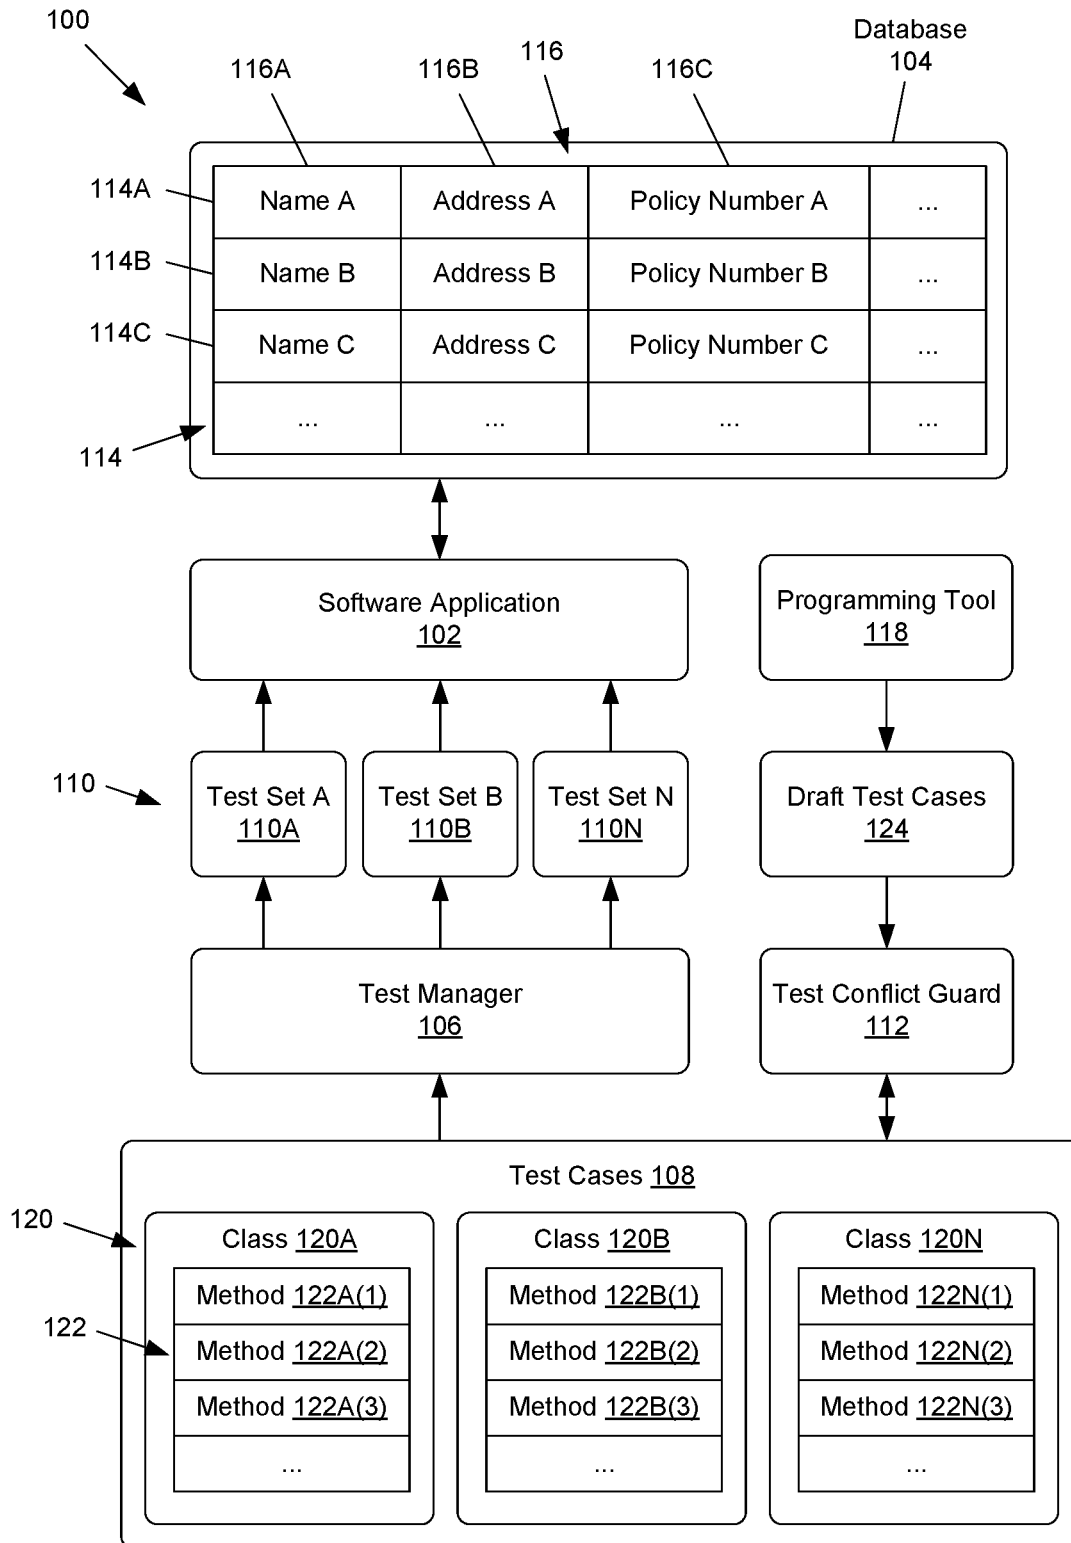 100
Database
104
116A
116B
116
116C
114A
Name A
Address A
Policy Number A
...
114B
Name B
Address B
Policy Number B
...
114C
Name C
Address C
Policy Number C
...
114
...
...
...
...
Software Application
102
Programming Tool
118
110
Test Set A
110A
Test Set B
110B
Test Set N
110N
Draft Test Cases
124
Test Manager
106
Test Conflict Guard
112
Test Cases 108
120
Class 120A
Method 122A(1)
122
Method 122A(2)
Method 122A(3)
...
Class 120B
Method 122B(1)
Method 122B(2)
Method 122B(3)
...
Class 120N
Method 122N(1)
Method 122N(2)
Method 122N(3)
...